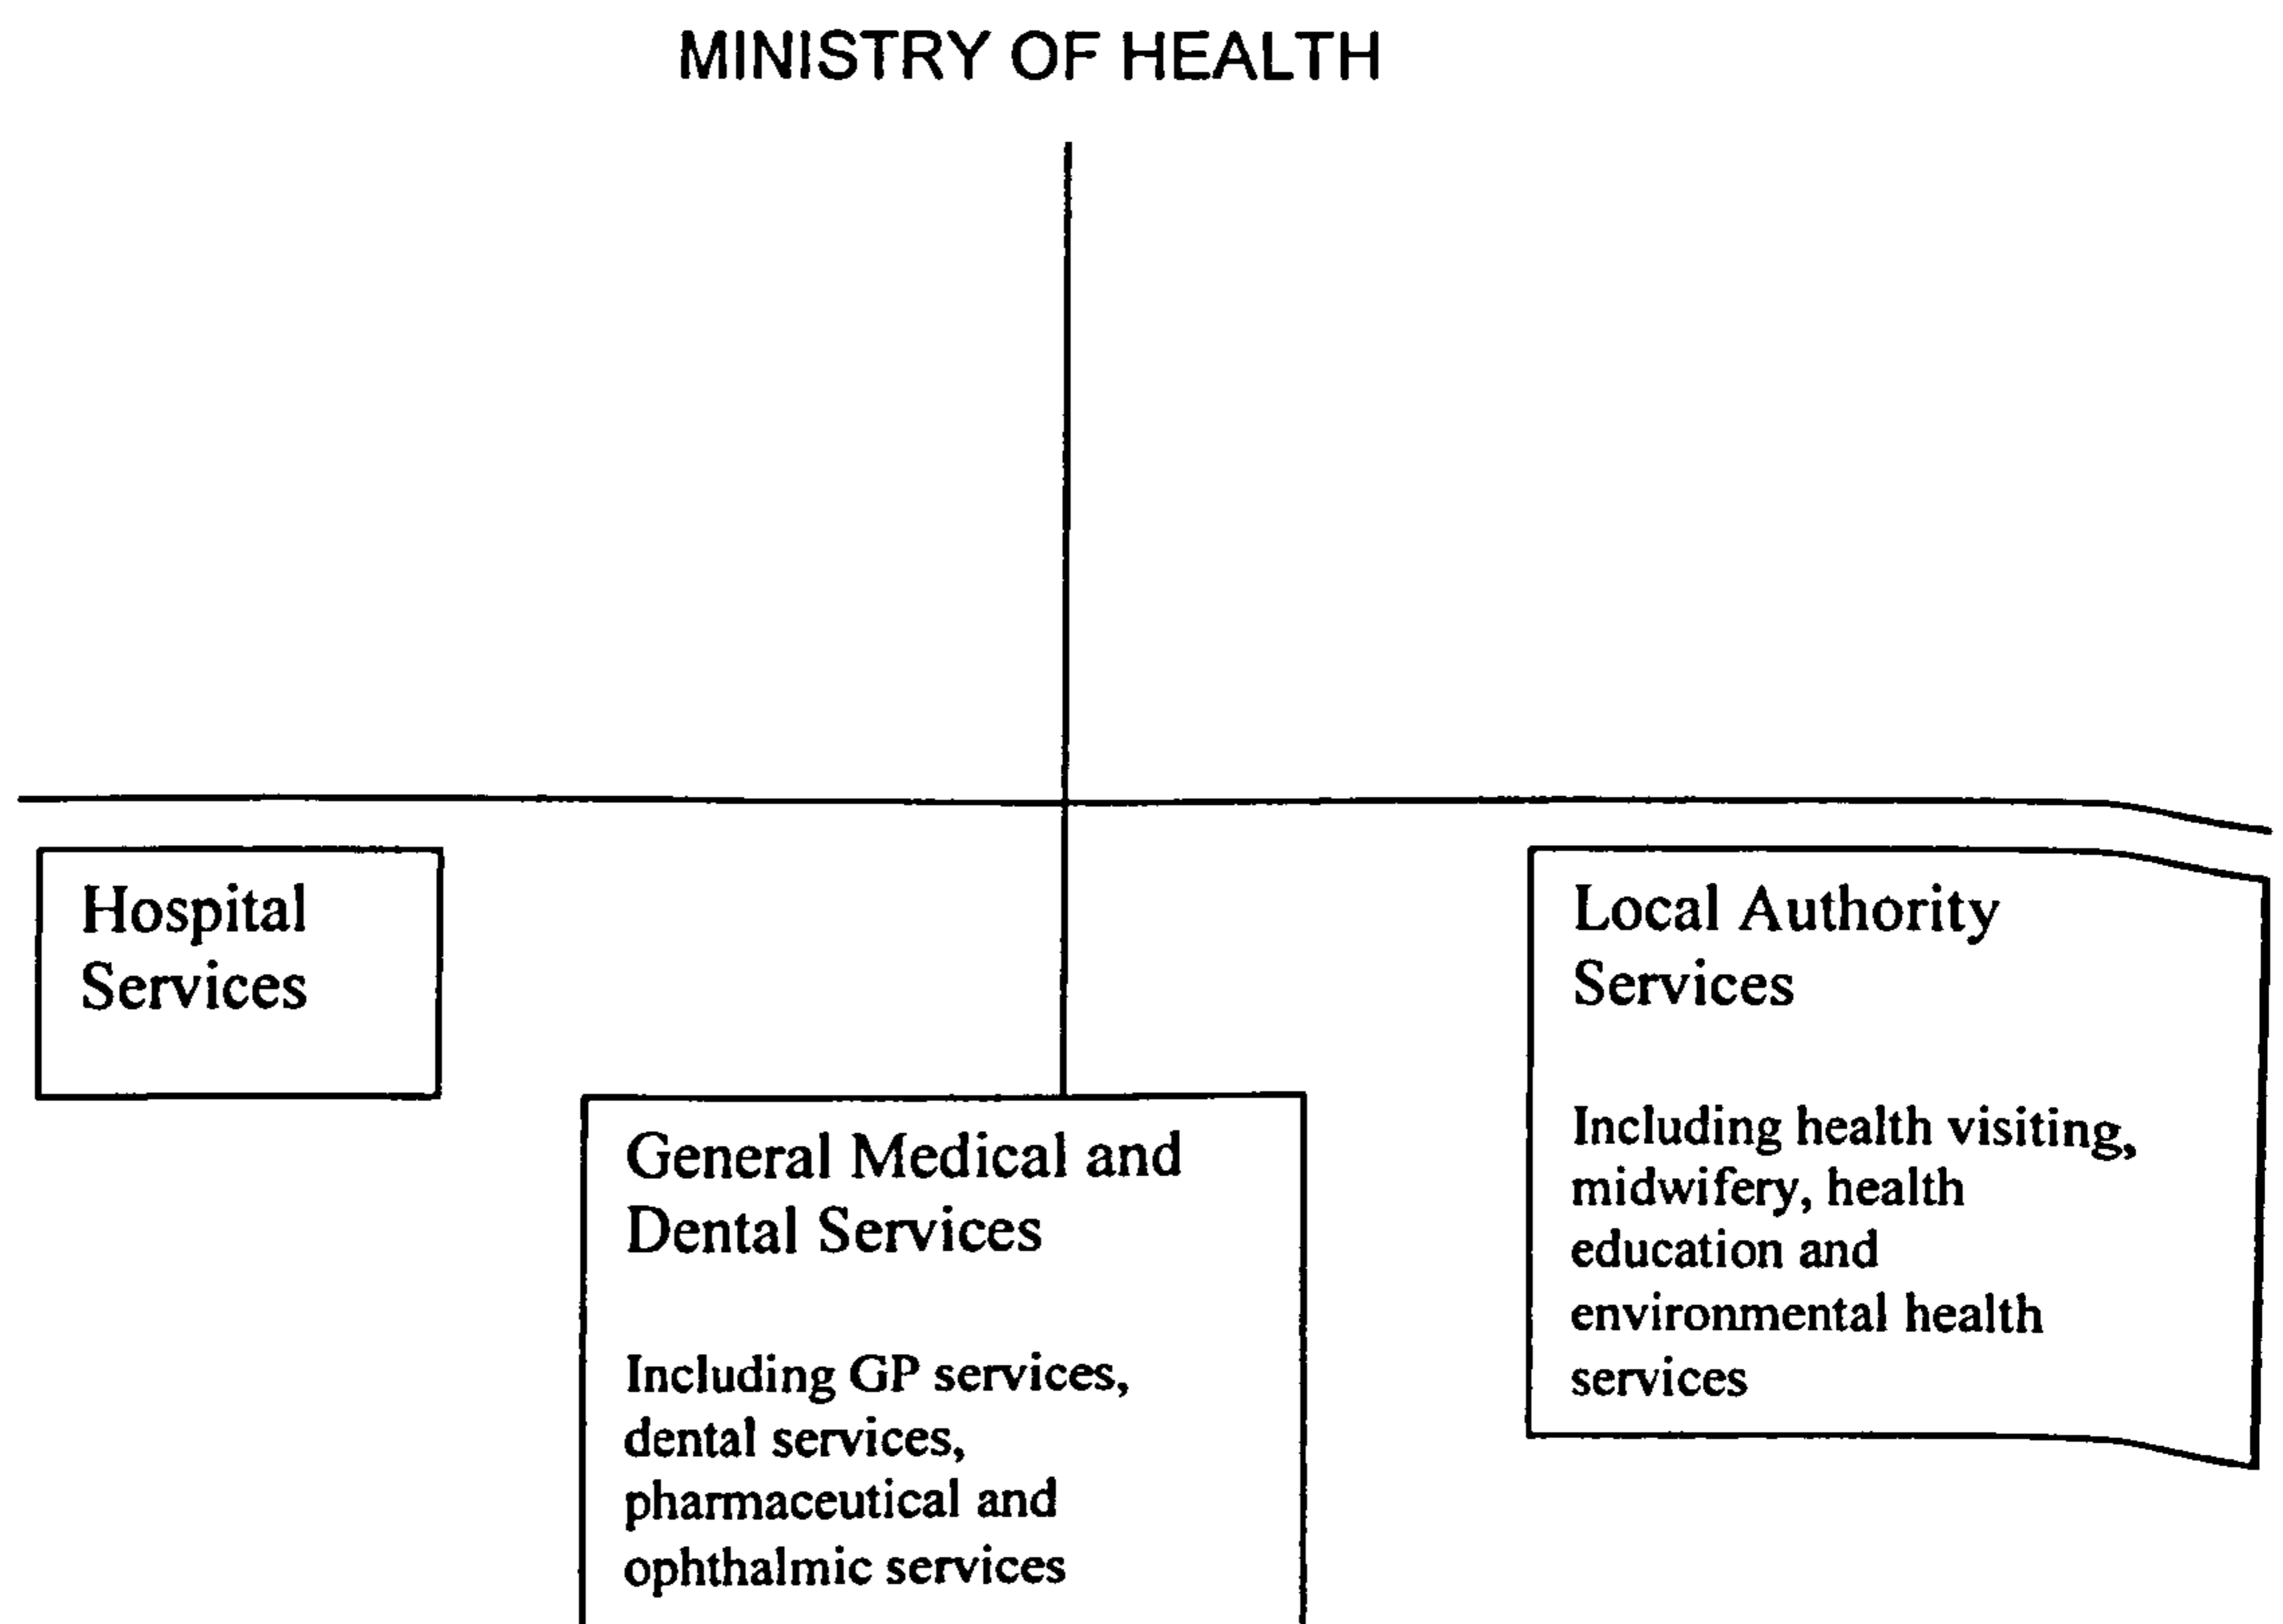 MINISTRY OF HEALTH
Hospital
Services
General Medical and
Dental Services
Including GP services,
dental services,
pharmaceutical and
ophthalmic services
Local Authority
Services
Including health visiting,
midwifery, health
education and
environmental health
services